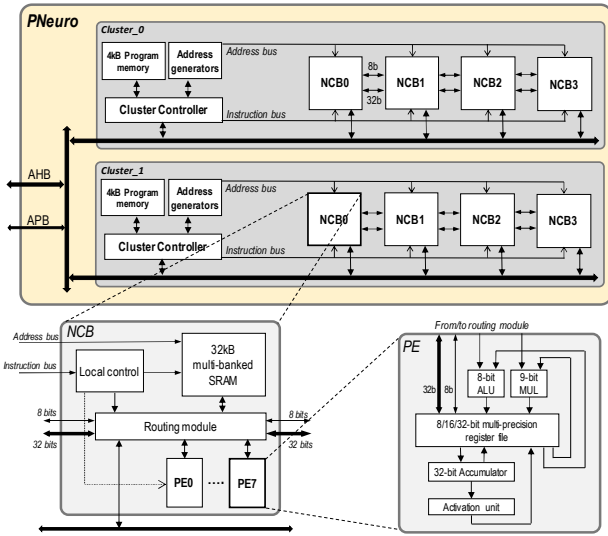 PNeuro
Cluster_0
4kB Program
memory
Address
generators
Address bus
NCB0
8b
32b
NCB1
NCB2
NCB3
Cluster Controller
Instruction bus
AHB
APB
Cluster_1
4kB Program
memory
Address
generators
Address bus
NCB0
NCB1
NCB2
NCB3
Cluster Controller
Instruction bus
NCB
Address bus
Instruction bus
Local control
32kB
multi-banked
SRAM
8 bits
32 bits
Routing module
8 bits
32 bits
PE0
PE7
From/to routing module
PE
32b
8b
8-bit
ALU
9-bit
MUL
8/16/32-bit multi-precision
register file
32-bit Accumulator
Activation unit